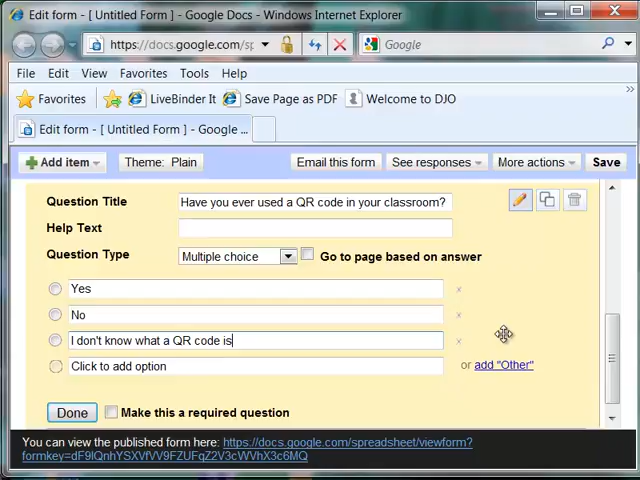 Edit form - [ Untitled Form ] - Google Docs - Windows Internet Explorer
https://docs.google.com/sp
Google
File Edit View Favorites Tools Help
Favorites LiveBinder It Save Page as PDF Welcome to DJO
Edit form - [ Untitled Form ] - Google ...
Add item Theme: Plain Email this form See responses More actions Save
Question Title Have you ever used a QR code in your classroom?
Help Text
Question Type Multiple choice Go to page based on answer
Yes
No
I don't know what a QR code is
Click to add option or add "Other"
Done Make this a required question
You can view the published form here: https://docs.google.com/spreadsheet/viewform?
formkey=dF9lQnhYSXVfVV9FZUFqZ2V3cWVhX3c6MQ